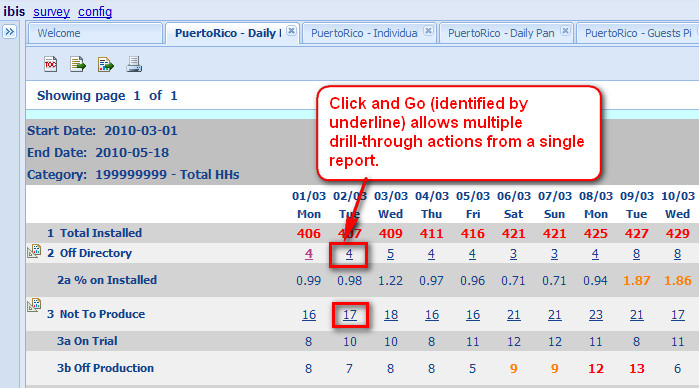 ibis survey config
Welcome PuertoRico - Daily I PuertoRico - Individua PuertoRico - Daily Pan PuertoRico - Guests Pi
TOC
Showing page 1 of 1
Click and Go (identified by
underline) allows multiple
drill-through actions from a single
report.
Start Date: 2010-03-01
End Date: 2010-05-18
Category: 199999999 - Total HHs
01/03 02/03 03/03 04/03 05/03 06/03 07/03 08/03 09/03 10/03
Mon Tue Wed Thu Fri Sat Sun Mon Tue Wed
1 Total Installed 406 407 409 411 416 421 421 425 427 429
2 Off Directory 4 4 5 4 4 3 3 4 8 8
2a % on Installed 0.99 0.98 1.22 0.97 0.96 0.71 0.71 0.94 1.87 1.86
3 Not To Produce 16 17 18 16 16 21 21 23 21 17
3a On Trial 8 10 10 8 11 12 12 11 8 11
3b Off Production 8 7 8 8 5 9 9 12 13 6